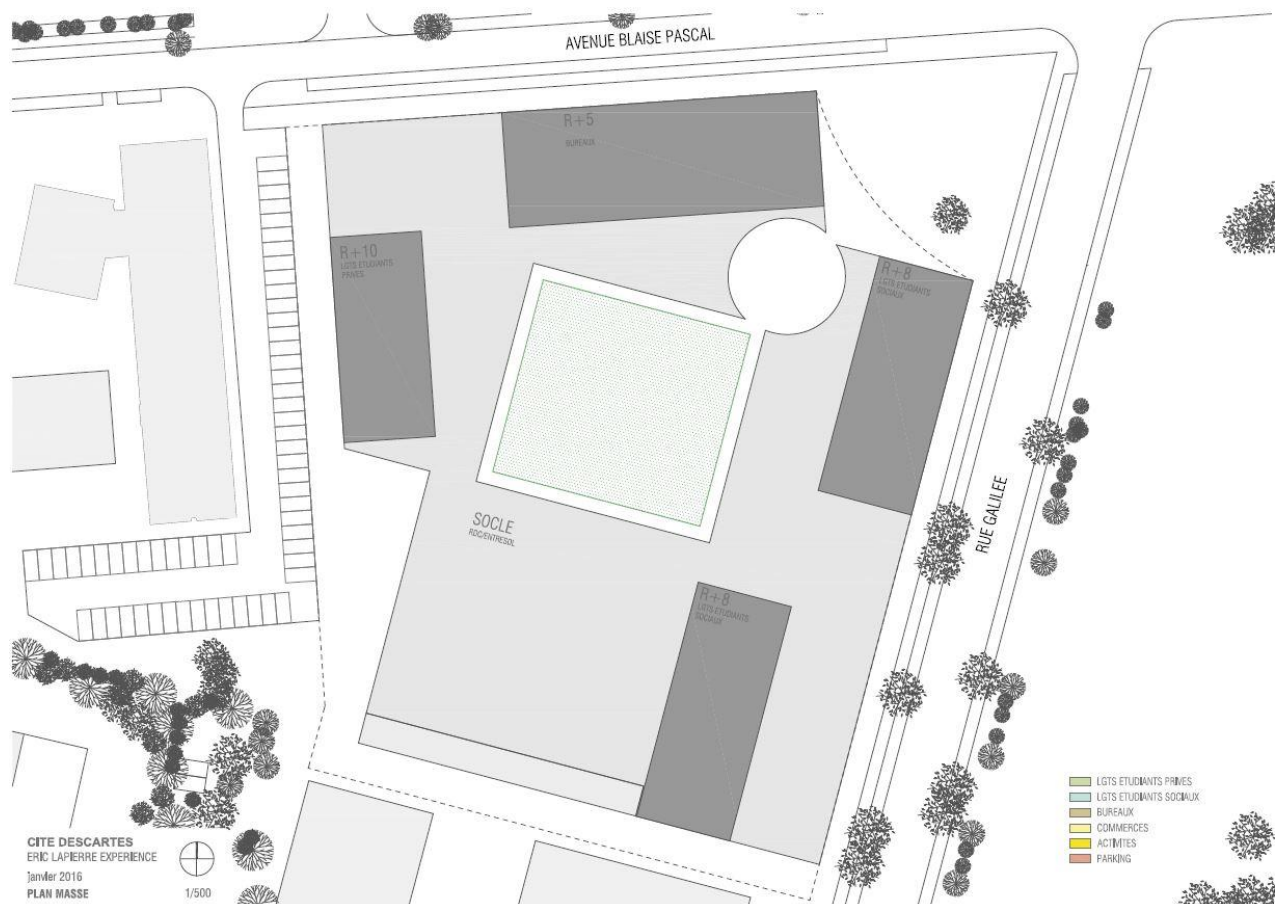 AVENUE BLAISE PASCAL
R+5
BUREAUX
R+10
LGTS ETUDIANTS
PRIVES
R+8
LGTS ETUDIANTS
SOCIAUX
SOCLE
RDC/ENTRESOL
RUE GALILEE
R+8
LGTS ETUDIANTS
SOCIAUX
LGTS ETUDIANTS PRIVES
LGTS ETUDIANTS SOCIAUX
BUREAUX
COMMERCES
ACTIVITES
PARKING
CITE DESCARTES
ERIC LAPIERRE EXPERIENCE
Janvier 2016
PLAN MASSE
1/500